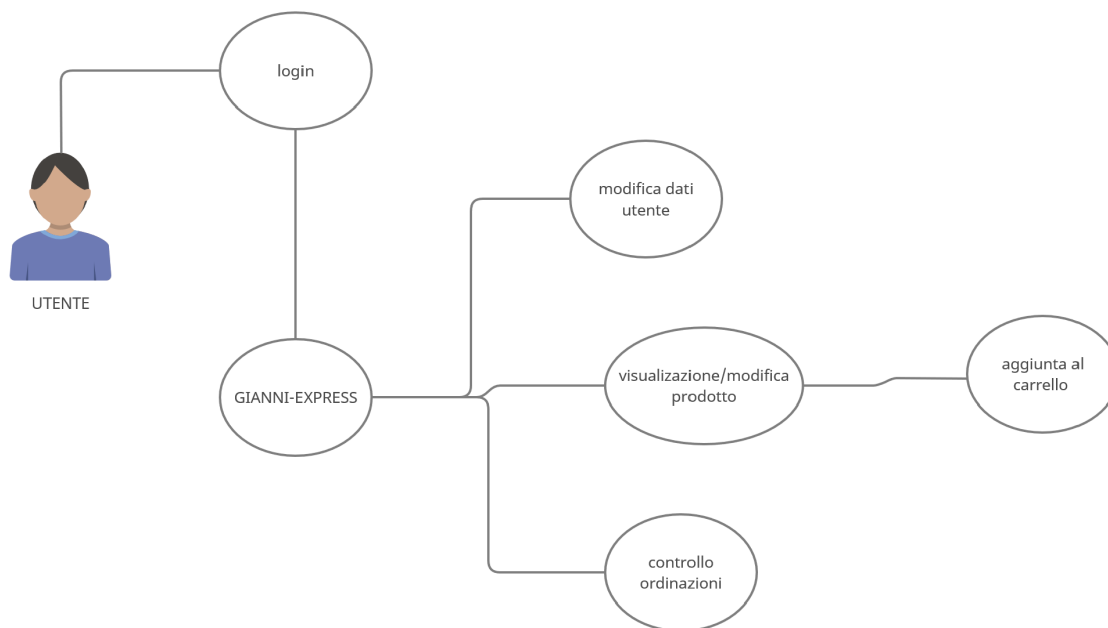 login
modifica dati
utente
UTENTE
GIANNI-EXPRESS
visualizzazione/modifica
prodotto
aggiunta al
carrello
controllo
ordinazioni